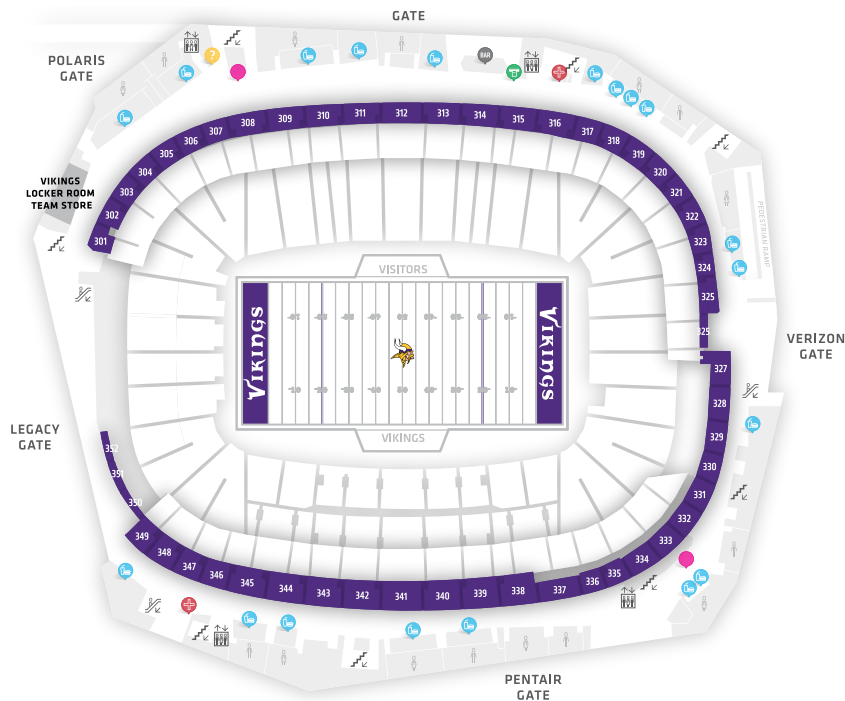 GATE
POLARIS
GATE
BAR
?
VIKINGS
LOCKER ROOM
TEAM STORE
301
302
303
304
305
306
307
308
309
310
311
312
313
314
315
316
317
318
319
320
321
322
323
324
325
325
327
328
329
330
331
332
333
334
335
336
337
338
339
340
341
342
343
344
345
346
347
348
349
350
351
352
PEDESTRIAN RAMP
VISITORS
VIKINGS
VIKINGS
VIKINGS
VERIZON
GATE
LEGACY
GATE
PENTAIR
GATE